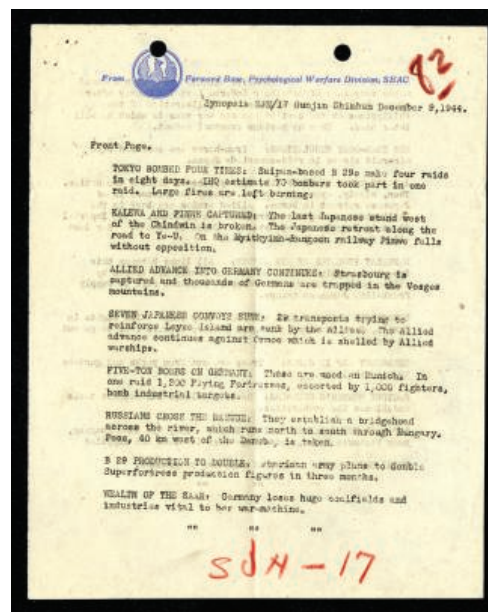 82
From Forward Base, Psychological Warfare Division, SEAC
Synopsis SJN/17 Gunjin Shimbun December 9, 1944.
Front Page.
TOKYO BOMBED FOUR TIMES: Saipan-based B 29s make four raids
in eight days. IHQ estimate 70 bombers took part in one
raid. Large fires are left burning.
KALEWA AND PINWE CAPTURED: The last Japanese stand west
of the Chindwin is broken. The Japanese retreat along the
road to Ye-U. On the Myitkyina-Rangoon railway Pinwe falls
without opposition.
ALLIED ADVANCE INTO GERMANY CONTINUES: Strasbourg is
captured and thousands of Germans are trapped in the Vosges
mountains.
SEVEN JAPANESE CONVOYS SUNK: transports trying to
reinforce Leyte Island are sunk by the Allies. The Allied
advance continues against Ormoc which is shelled by Allied
warships.
FIVE-TON BOMBS ON GERMANY: These are used on Munich. In
one raid Flying Fortresses, escorted by 1,000 fighters,
bomb industrial targets.
RUSSIANS CROSS THE DANUBE: They establish a bridgehead
across the river, which runs north to south through Hungary.
Pecs, 40 km west of the Danube, is taken.
B 29 PRODUCTION TO DOUBLE: American army plans to double
Superfortress production figures in three months.
WEALTH OF THE SAAR: Germany loses huge coalfields and
industries vital to her war-machine.
SJN-17